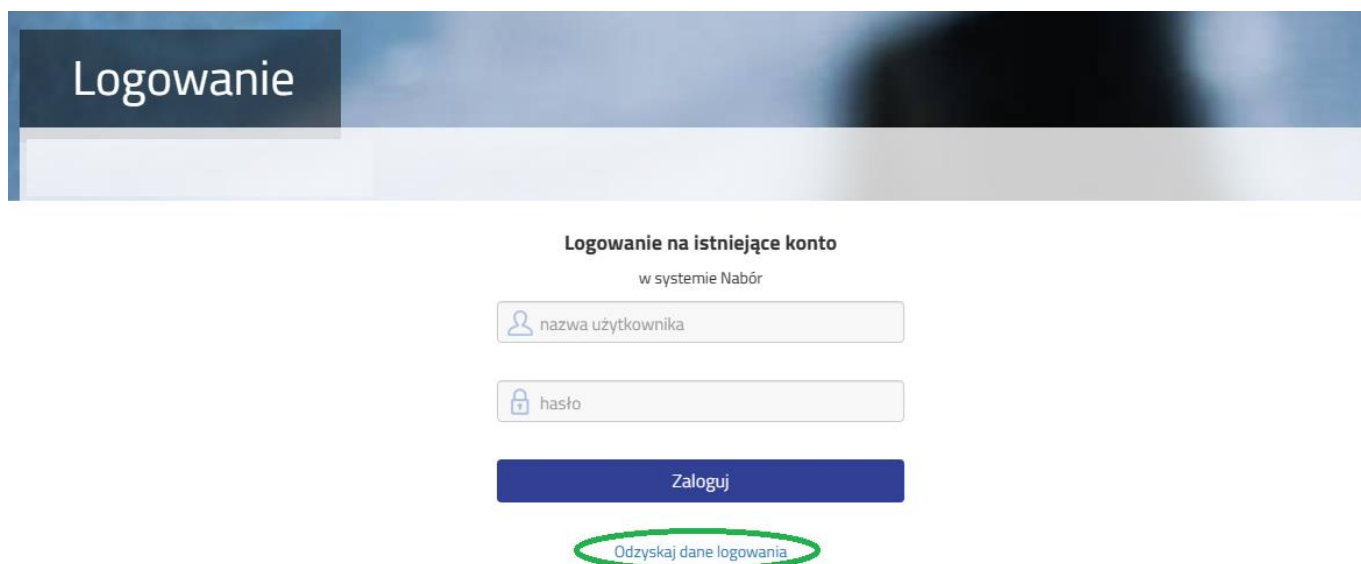 Logowanie
Logowanie na istniejące konto
w systemie Nabór
nazwa użytkownika
hasło
Zaloguj
Odzyskaj dane logowania